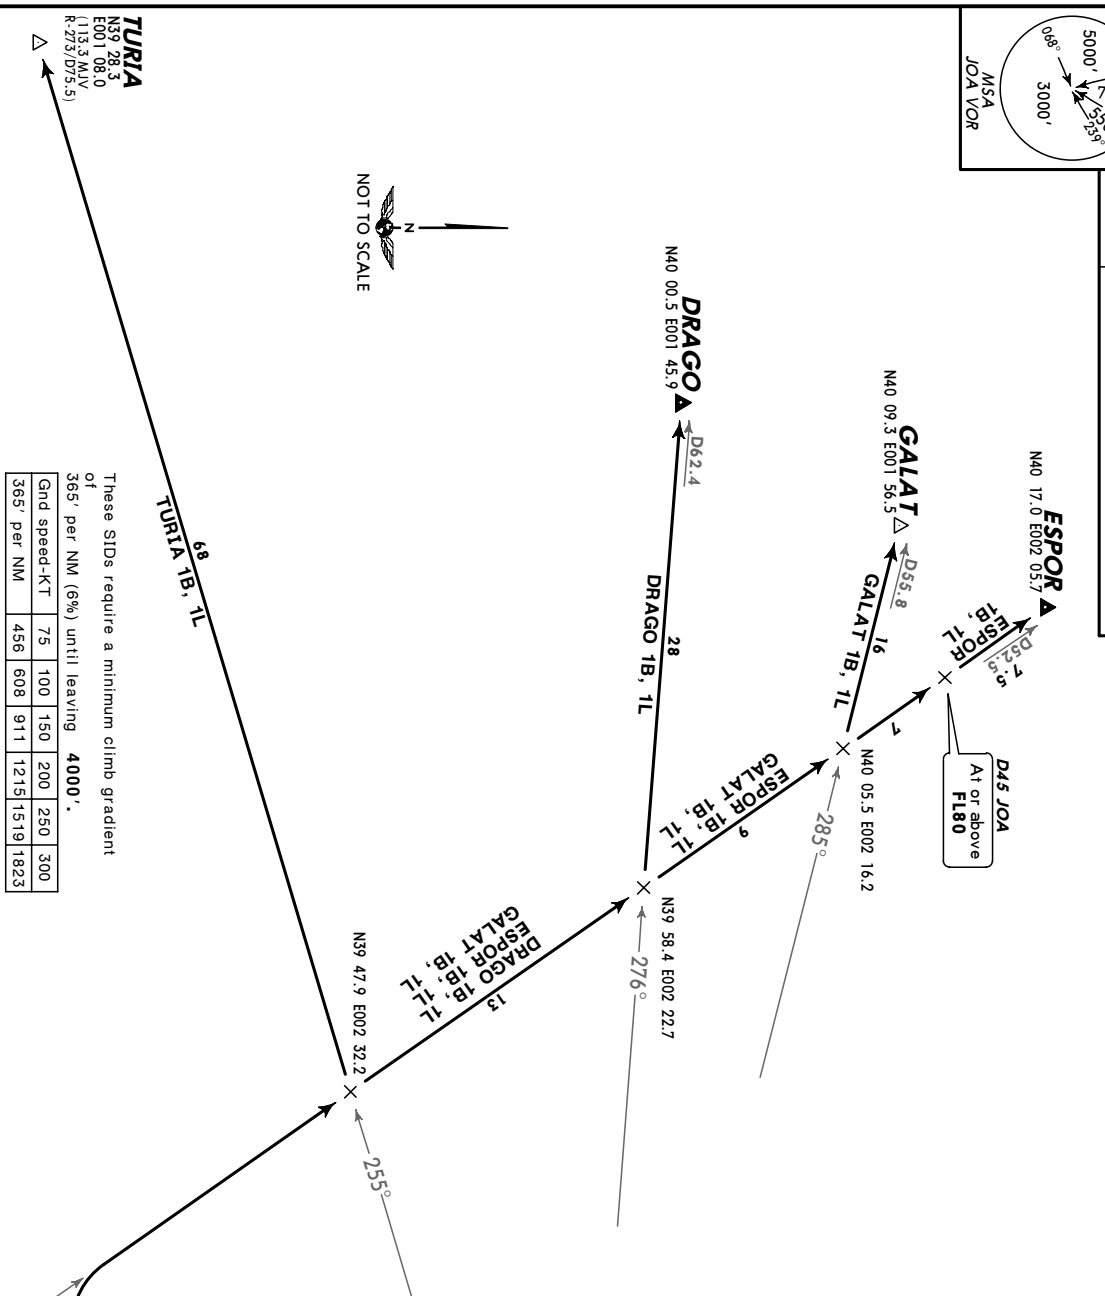 5000'
068°
3000'
239°
MSA
JOA VOR
TURIA
N39 28.3
E001 08.0
(113.3 MJV
R-273/D75.5)
N
NOT TO SCALE
DRAGO
N40 00.5 E001 45.9
D62.4
GALAT
N40 09.3 E001 56.5
D55.8
ESPOR
N40 17.0 E002 05.7
D52.5
7.5
ESPOR
1B, 1L
16
GALAT 1B, 1L
28
DRAGO 1B, 1L
68
TURIA 1B, 1L
7
D45 JOA
At or above
FL80
N40 05.5 E002 16.2
285°
ESPOR 1B, 1L
GALAT 1B, 1L
9
N39 58.4 E002 22.7
276°
DRAGO 1B, 1L
ESPOR 1B, 1L
GALAT 1B, 1L
13
N39 47.9 E002 32.2
255°
These SIDs require a minimum climb gradient
of
365' per NM (6%) until leaving 4000'.
Gnd speed-KT 75 100 150 200 250 300
365' per NM 456 608 911 1215 1519 1823